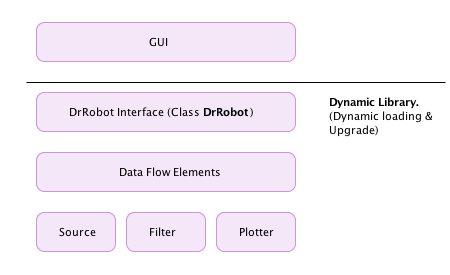 GUI
DrRobot Interface (Class DrRobot)
Dynamic Library.
(Dynamic loading &
Upgrade)
Data Flow Elements
Source
Filter
Plotter